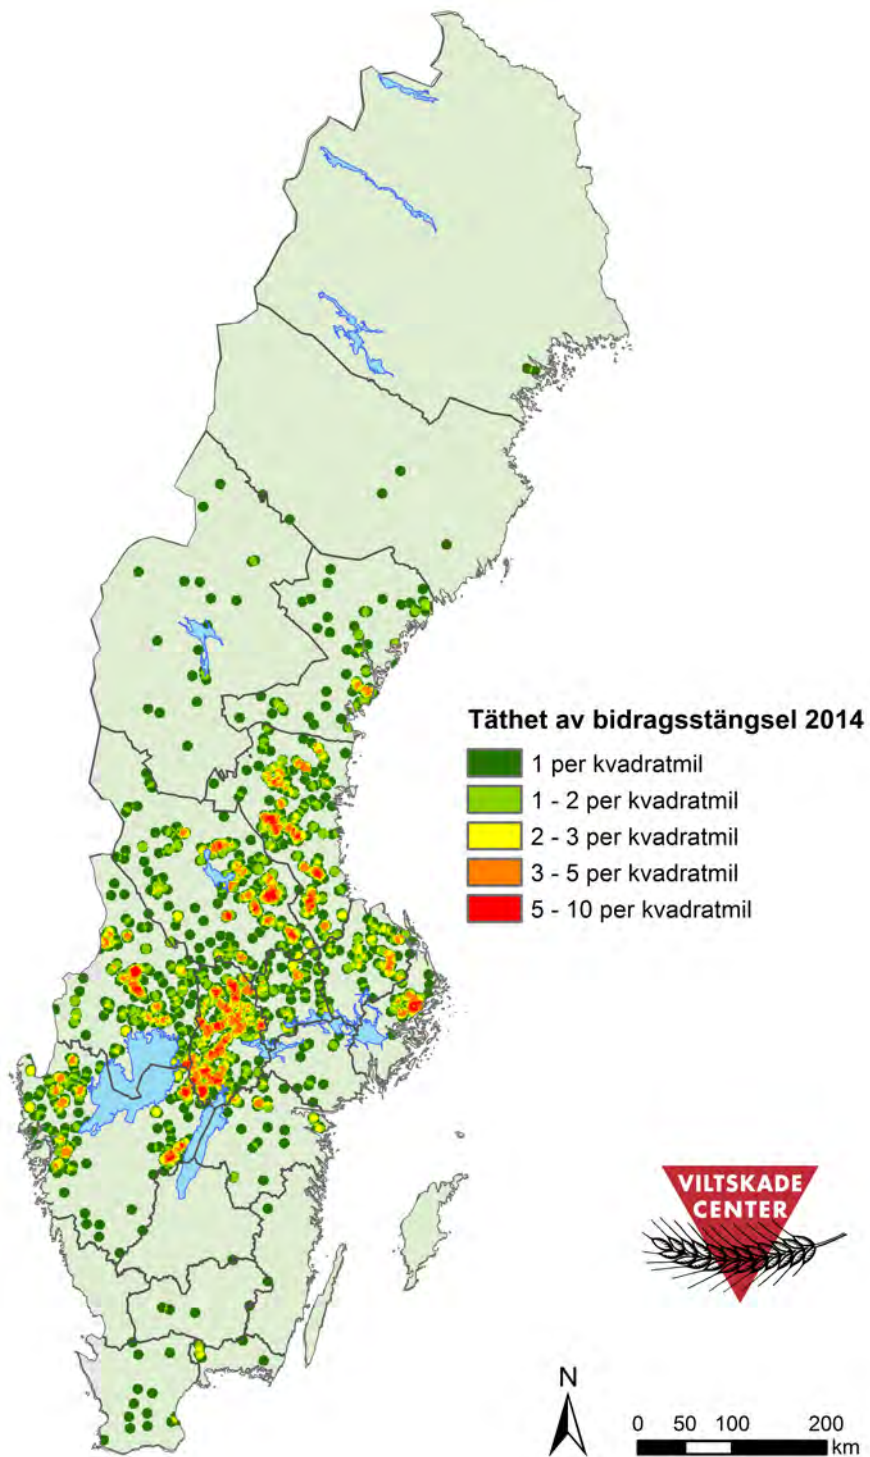 Täthet av bidragsstängsel 2014
1 per kvadratmil
1 - 2 per kvadratmil
2 - 3 per kvadratmil
3 - 5 per kvadratmil
5 - 10 per kvadratmil
VILTSKADE
CENTER
N
0 50 100 200
km